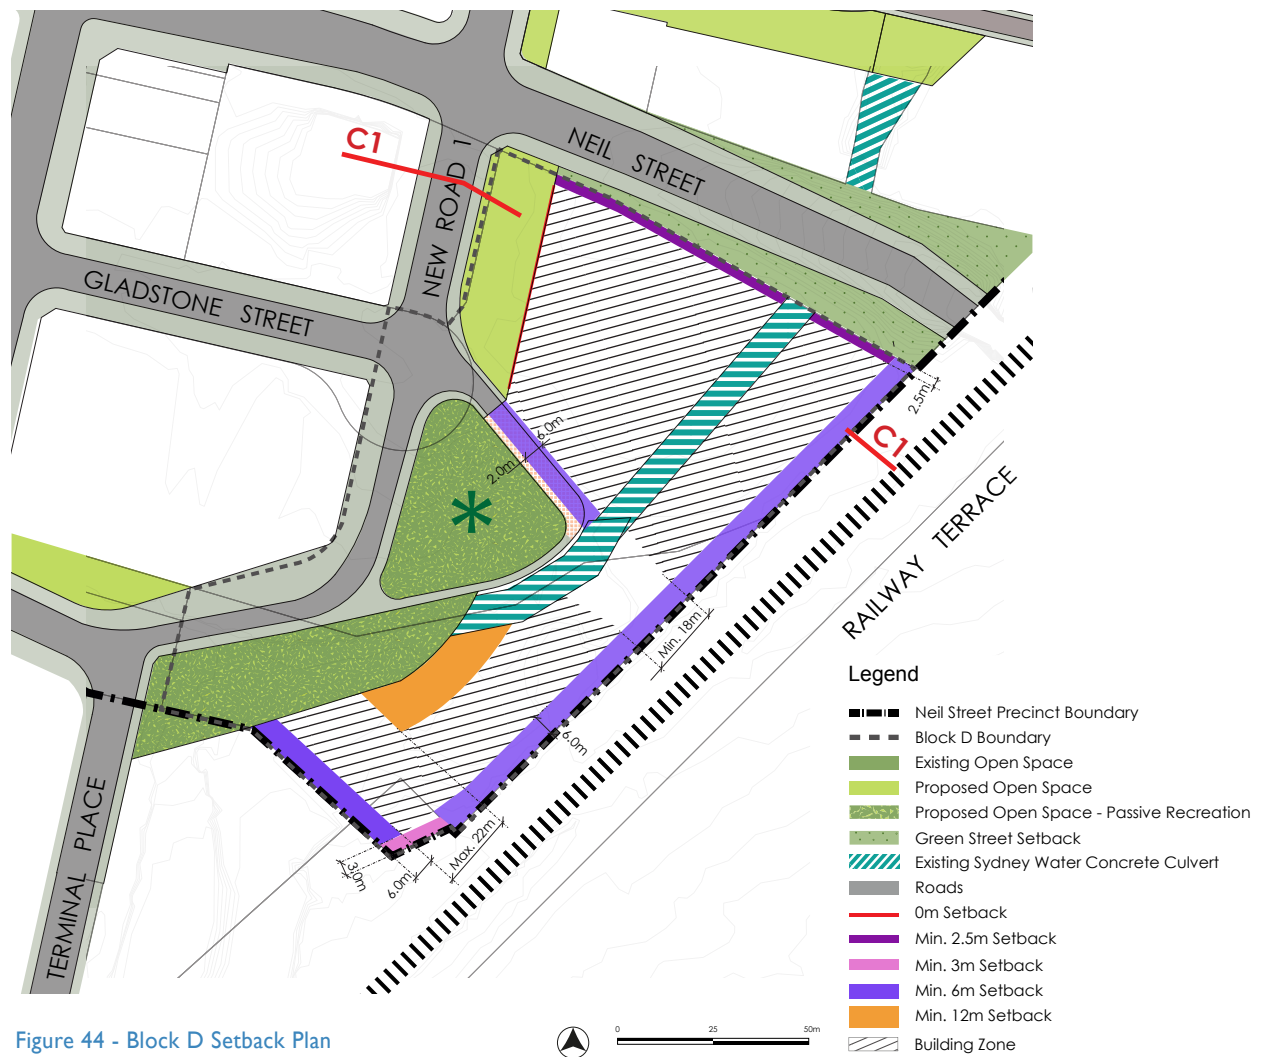 C1
NEIL STREET
NEW ROAD 1
GLADSTONE STREET
2.5m
6.0m
2.0m
C1
*
RAILWAY TERRACE
Min. 18m
6.0m
Max. 22m
3.0m
6.0m
TERMINAL PLACE
Legend
Neil Street Precinct Boundary
Block D Boundary
Existing Open Space
Proposed Open Space
Proposed Open Space - Passive Recreation
Green Street Setback
Existing Sydney Water Concrete Culvert
Roads
0m Setback
Min. 2.5m Setback
Min. 3m Setback
Min. 6m Setback
Min. 12m Setback
Building Zone
0 25 50m
Figure 44 - Block D Setback Plan